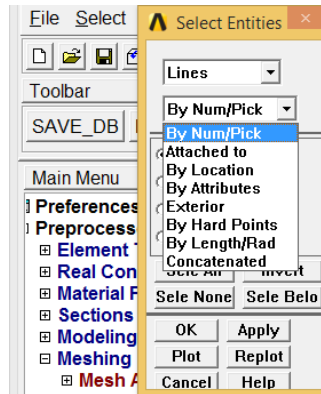 File Select
Toolbar
SAVE_DB
Main Menu
Preferences
Preprocess
Element
Real Con
Material
Sections
Modeling
Meshing
Mesh
Select Entities
Lines
By Num/Pick
By Num/Pick
Attached to
By Location
By Attributes
Exterior
By Hard Points
By Length/Rad
Concatenated
Sele All Invert
Sele None Sele Belo
OK Apply
Plot Replot
Cancel Help